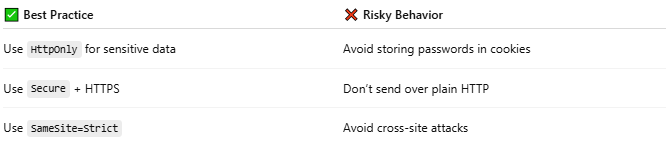 ✅ Best Practice ❌ Risky Behavior
Use HttpOnly for sensitive data Avoid storing passwords in cookies
Use Secure + HTTPS Don’t send over plain HTTP
Use SameSite=Strict Avoid cross-site attacks